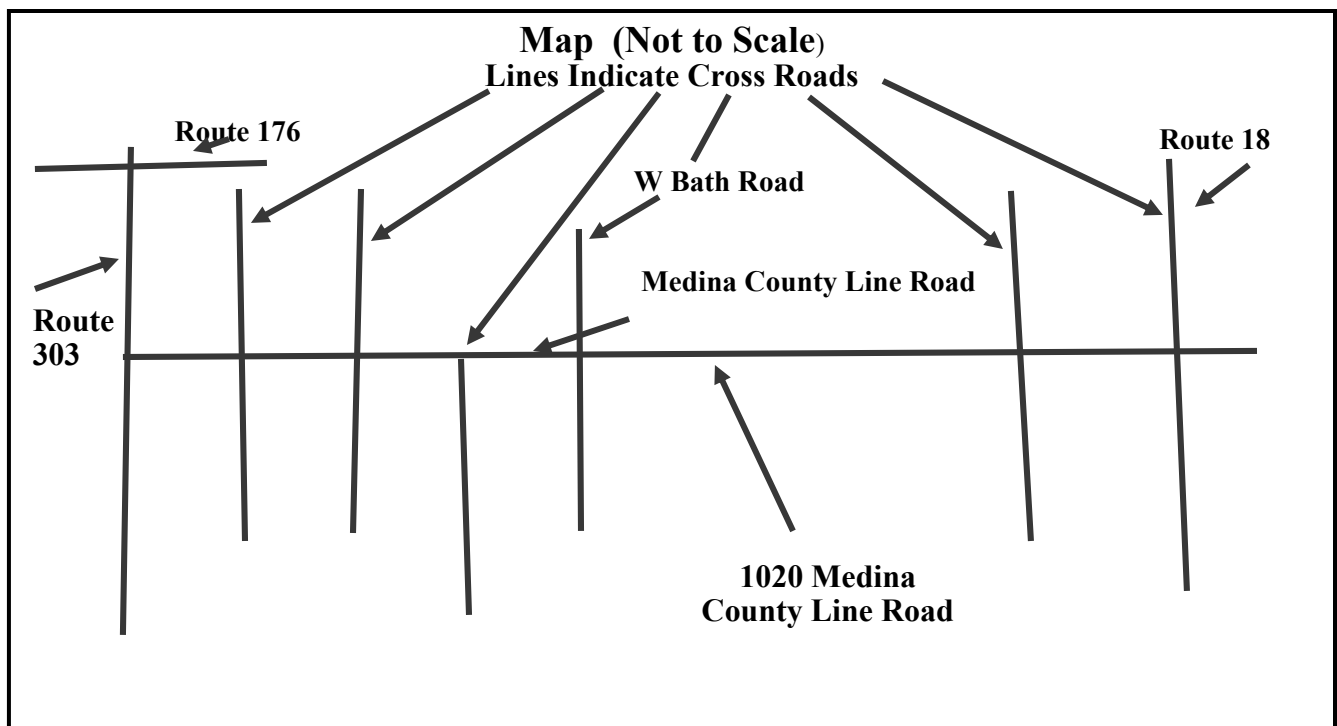 Map (Not to Scale)
Lines Indicate Cross Roads
Route 176
Route 18
W Bath Road
Medina County Line Road
Route
303
1020 Medina
County Line Road